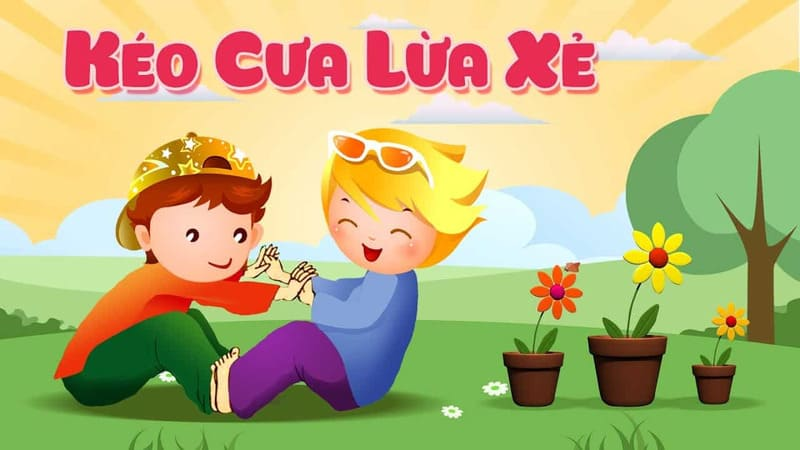 Kéo Cưa Lừa Xẻ